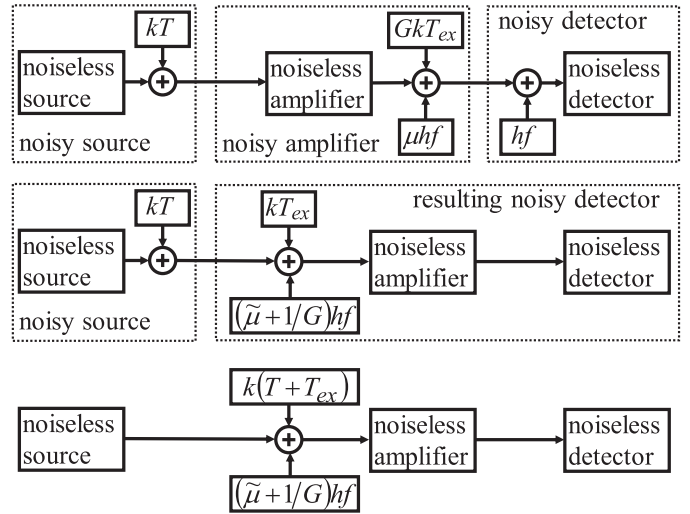 kT
noiseless
source
noisy source
noiseless
amplifier
GkT_ex
noisy amplifier
μhf
noisy detector
hf
noiseless
detector
kT
noiseless
source
noisy source
resulting noisy detector
kT_ex
(μ̃+1/G)hf
noiseless
amplifier
noiseless
detector
k(T+T_ex)
noiseless
source
(μ̃+1/G)hf
noiseless
amplifier
noiseless
detector